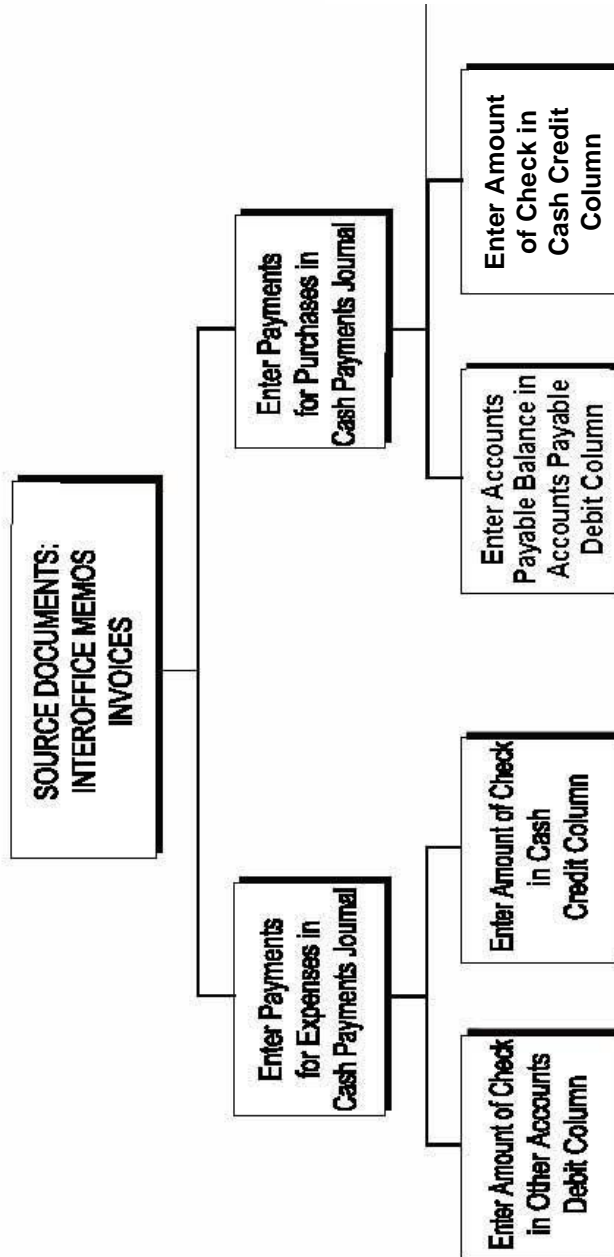 SOURCE DOCUMENTS:
INTEROFFICE MEMOS
INVOICES
Enter Payments
for Expenses in
Cash Payments Journal
Enter Payments
for Purchases in
Cash Payments Journal
Enter Amount of Check
in Other Accounts
Debit Column
Enter Amount of Check
in Cash
Credit Column
Enter Accounts
Payable Balance in
Accounts Payable
Debit Column
Enter Amount
of Check in
Cash Credit
Column